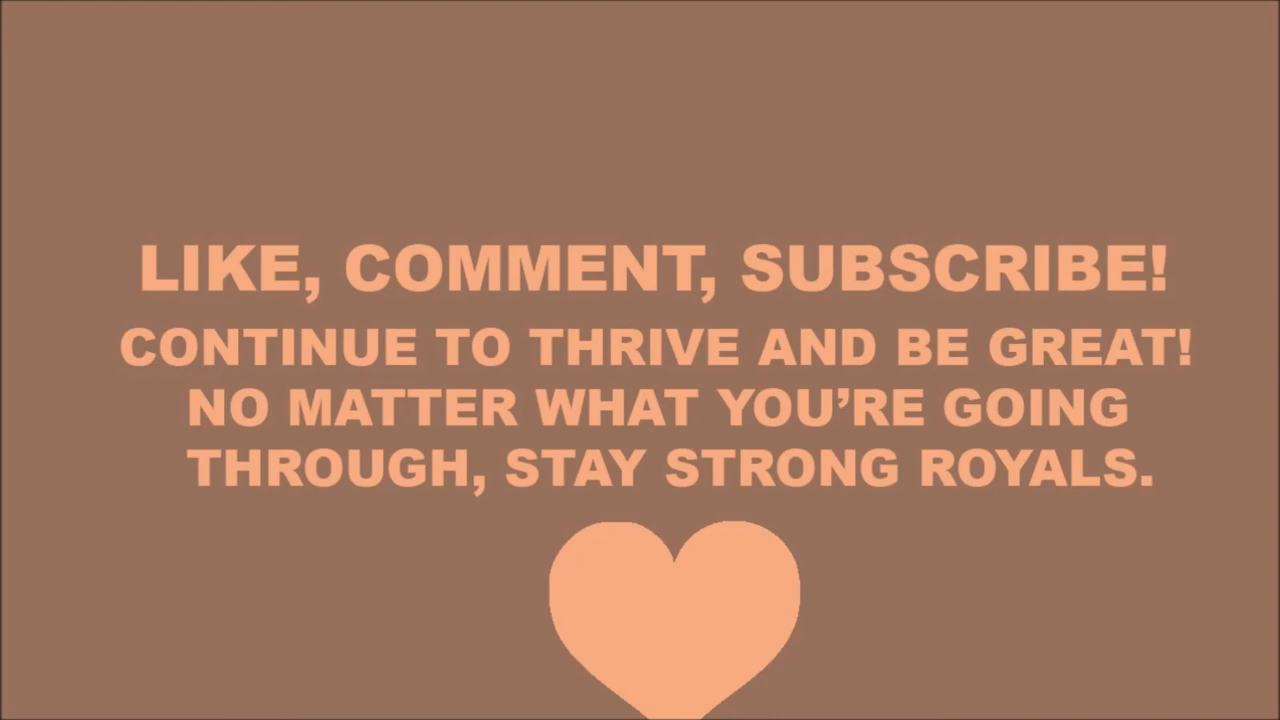 LIKE, COMMENT, SUBSCRIBE!
CONTINUE TO THRIVE AND BE GREAT!
NO MATTER WHAT YOU’RE GOING
THROUGH, STAY STRONG ROYALS.